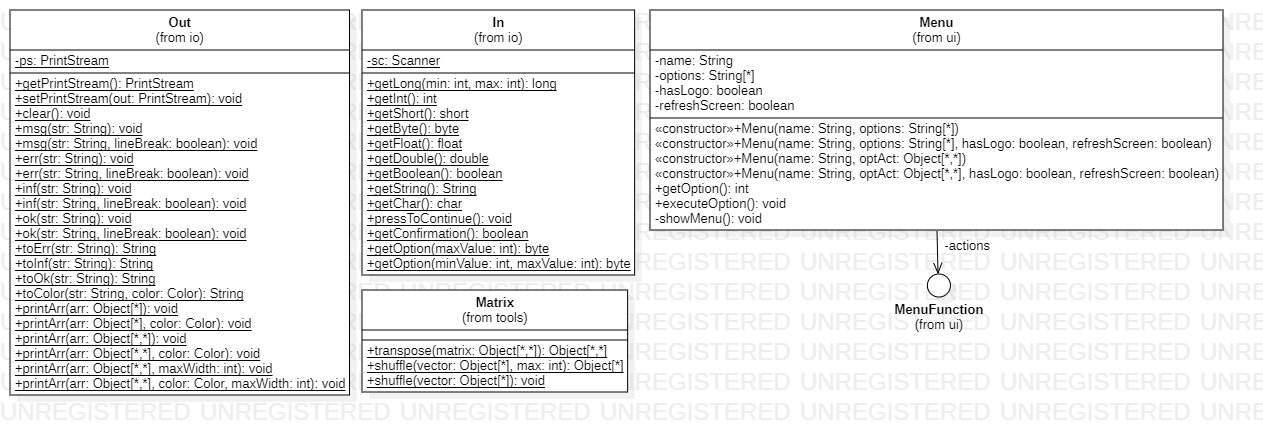 Out
(from io)
-ps: PrintStream
+getPrintStream(): PrintStream
+setPrintStream(out: PrintStream): void
+clear(): void
+msg(str: String): void
+msg(str: String, lineBreak: boolean): void
+err(str: String): void
+err(str: String, lineBreak: boolean): void
+inf(str: String): void
+inf(str: String, lineBreak: boolean): void
+ok(str: String): void
+ok(str: String, lineBreak: boolean): void
+toErr(str: String): String
+toInf(str: String): String
+toOk(str: String): String
+toColor(str: String, color: Color): String
+printArr(arr: Object[*]): void
+printArr(arr: Object[*], color: Color): void
+printArr(arr: Object[*,*]): void
+printArr(arr: Object[*,*], color: Color): void
+printArr(arr: Object[*,*], maxWidth: int): void
+printArr(arr: Object[*,*], color: Color, maxWidth: int): void
In
(from io)
-sc: Scanner
+getLong(min: int, max: int): long
+getInt(): int
+getShort(): short
+getByte(): byte
+getFloat(): float
+getDouble(): double
+getBoolean(): boolean
+getString(): String
+getChar(): char
+pressToContinue(): void
+getConfirmation(): boolean
+getOption(maxValue: int): byte
+getOption(minValue: int, maxValue: int): byte
Matrix
(from tools)
+transpose(matrix: Object[*,*]): Object[*,*]
+shuffle(vector: Object[*], max: int): Object[*]
+shuffle(vector: Object[*]): void
Menu
(from ui)
-name: String
-options: String[*]
-hasLogo: boolean
-refreshScreen: boolean
«constructor»+Menu(name: String, options: String[*])
«constructor»+Menu(name: String, options: String[*], hasLogo: boolean, refreshScreen: boolean)
«constructor»+Menu(name: String, optAct: Object[*,*])
«constructor»+Menu(name: String, optAct: Object[*,*], hasLogo: boolean, refreshScreen: boolean)
+getOption(): int
+executeOption(): void
-showMenu(): void
-actions
MenuFunction
(from ui)
UNREGISTERED UNREGISTERED UNREGISTERED UNREGISTERED UNREGISTERED UNREGISTERED UNRE